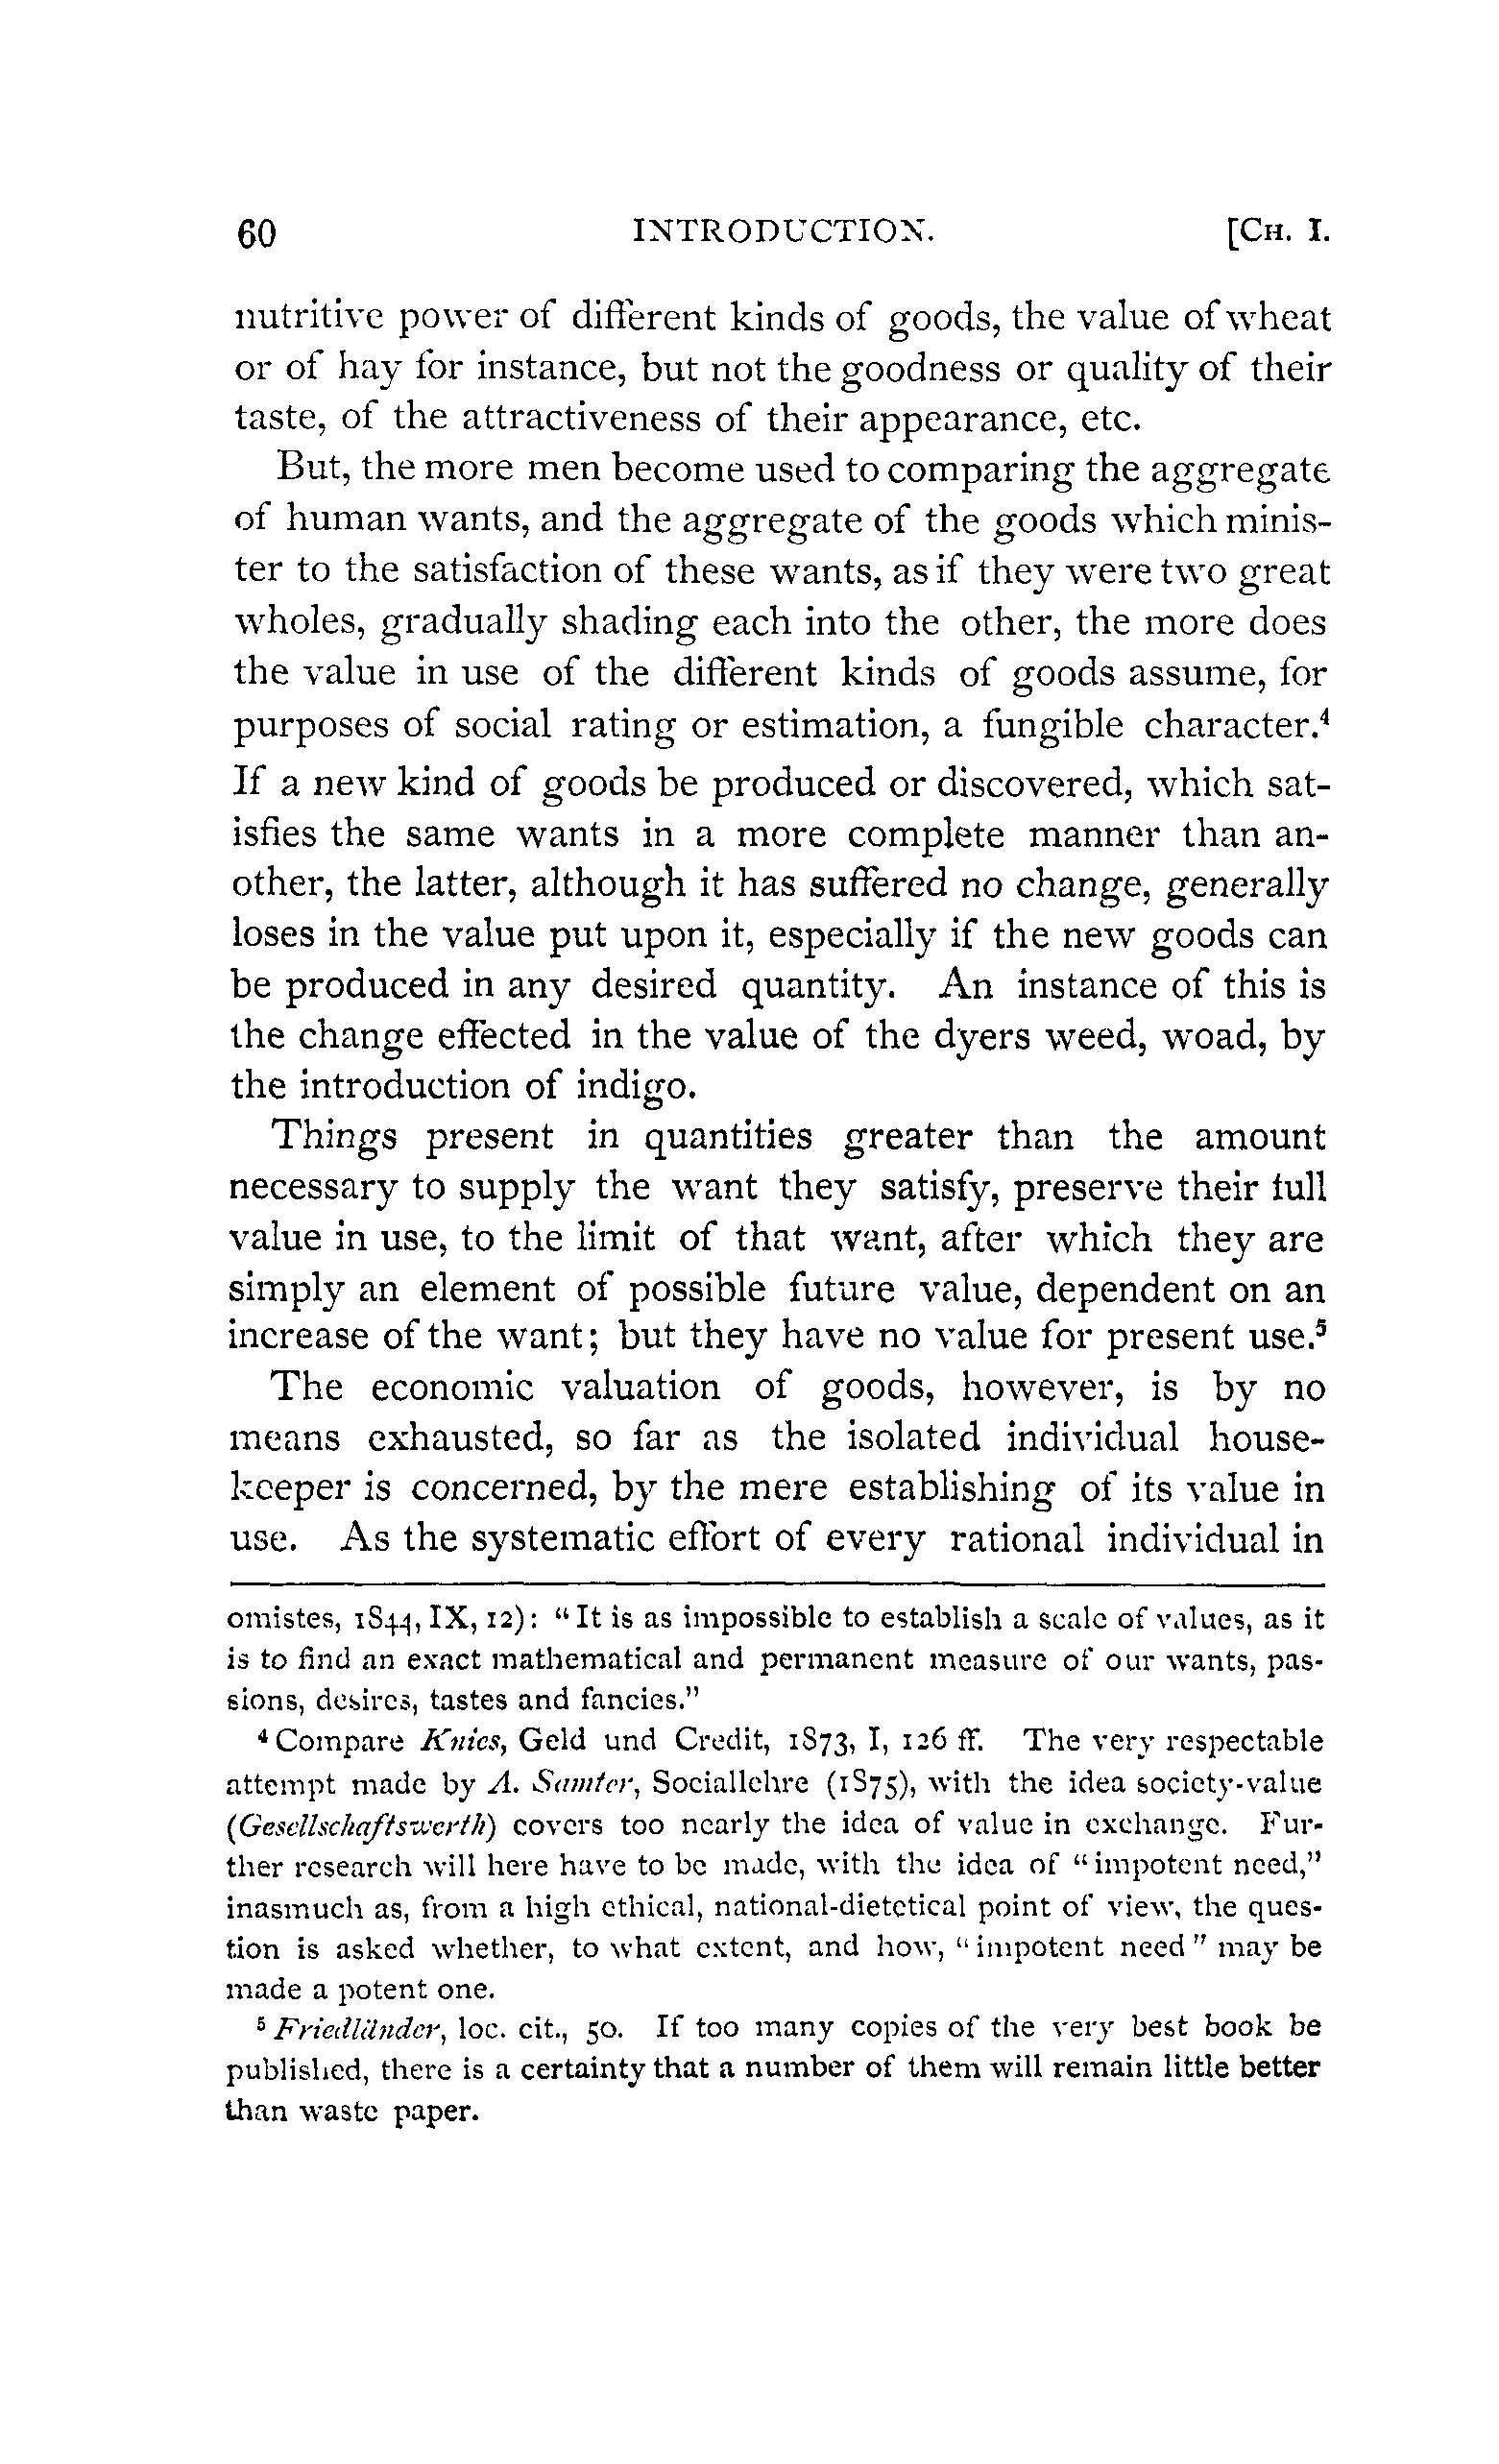 60 INTRODUCTION. [CH. I.
nutritive power of different kinds of goods, the value of wheat
or of hay for instance, but not the goodness or quality of their
taste, of the attractiveness of their appearance, etc.
But, the more men become used to comparing the aggregate
of human wants, and the aggregate of the goods which minis-
ter to the satisfaction of these wants, as if they were two great
wholes, gradually shading each into the other, the more does
the value in use of the different kinds of goods assume, for
purposes of social rating or estimation, a fungible character.⁴
If a new kind of goods be produced or discovered, which sat-
isfies the same wants in a more complete manner than an-
other, the latter, although it has suffered no change, generally
loses in the value put upon it, especially if the new goods can
be produced in any desired quantity. An instance of this is
the change effected in the value of the dyers weed, woad, by
the introduction of indigo.
Things present in quantities greater than the amount
necessary to supply the want they satisfy, preserve their full
value in use, to the limit of that want, after which they are
simply an element of possible future value, dependent on an
increase of the want; but they have no value for present use.⁵
The economic valuation of goods, however, is by no
means exhausted, so far as the isolated individual house-
keeper is concerned, by the mere establishing of its value in
use. As the systematic effort of every rational individual in
omistes, 1844, IX, 12): "It is as impossible to establish a scale of values, as it
is to find an exact mathematical and permanent measure of our wants, pas-
sions, desires, tastes and fancies."
⁴ Compare Knies, Geld und Credit, 1873, I, 126 ff. The very respectable
attempt made by A. Samter, Sociallehre (1875), with the idea society-value
(Gesellschaftswerth) covers too nearly the idea of value in exchange. Fur-
ther research will here have to be made, with the idea of "impotent need,"
inasmuch as, from a high ethical, national-dietetical point of view, the ques-
tion is asked whether, to what extent, and how, "impotent need" may be
made a potent one.
⁵ Friedländer, loc. cit., 50. If too many copies of the very best book be
published, there is a certainty that a number of them will remain little better
than waste paper.